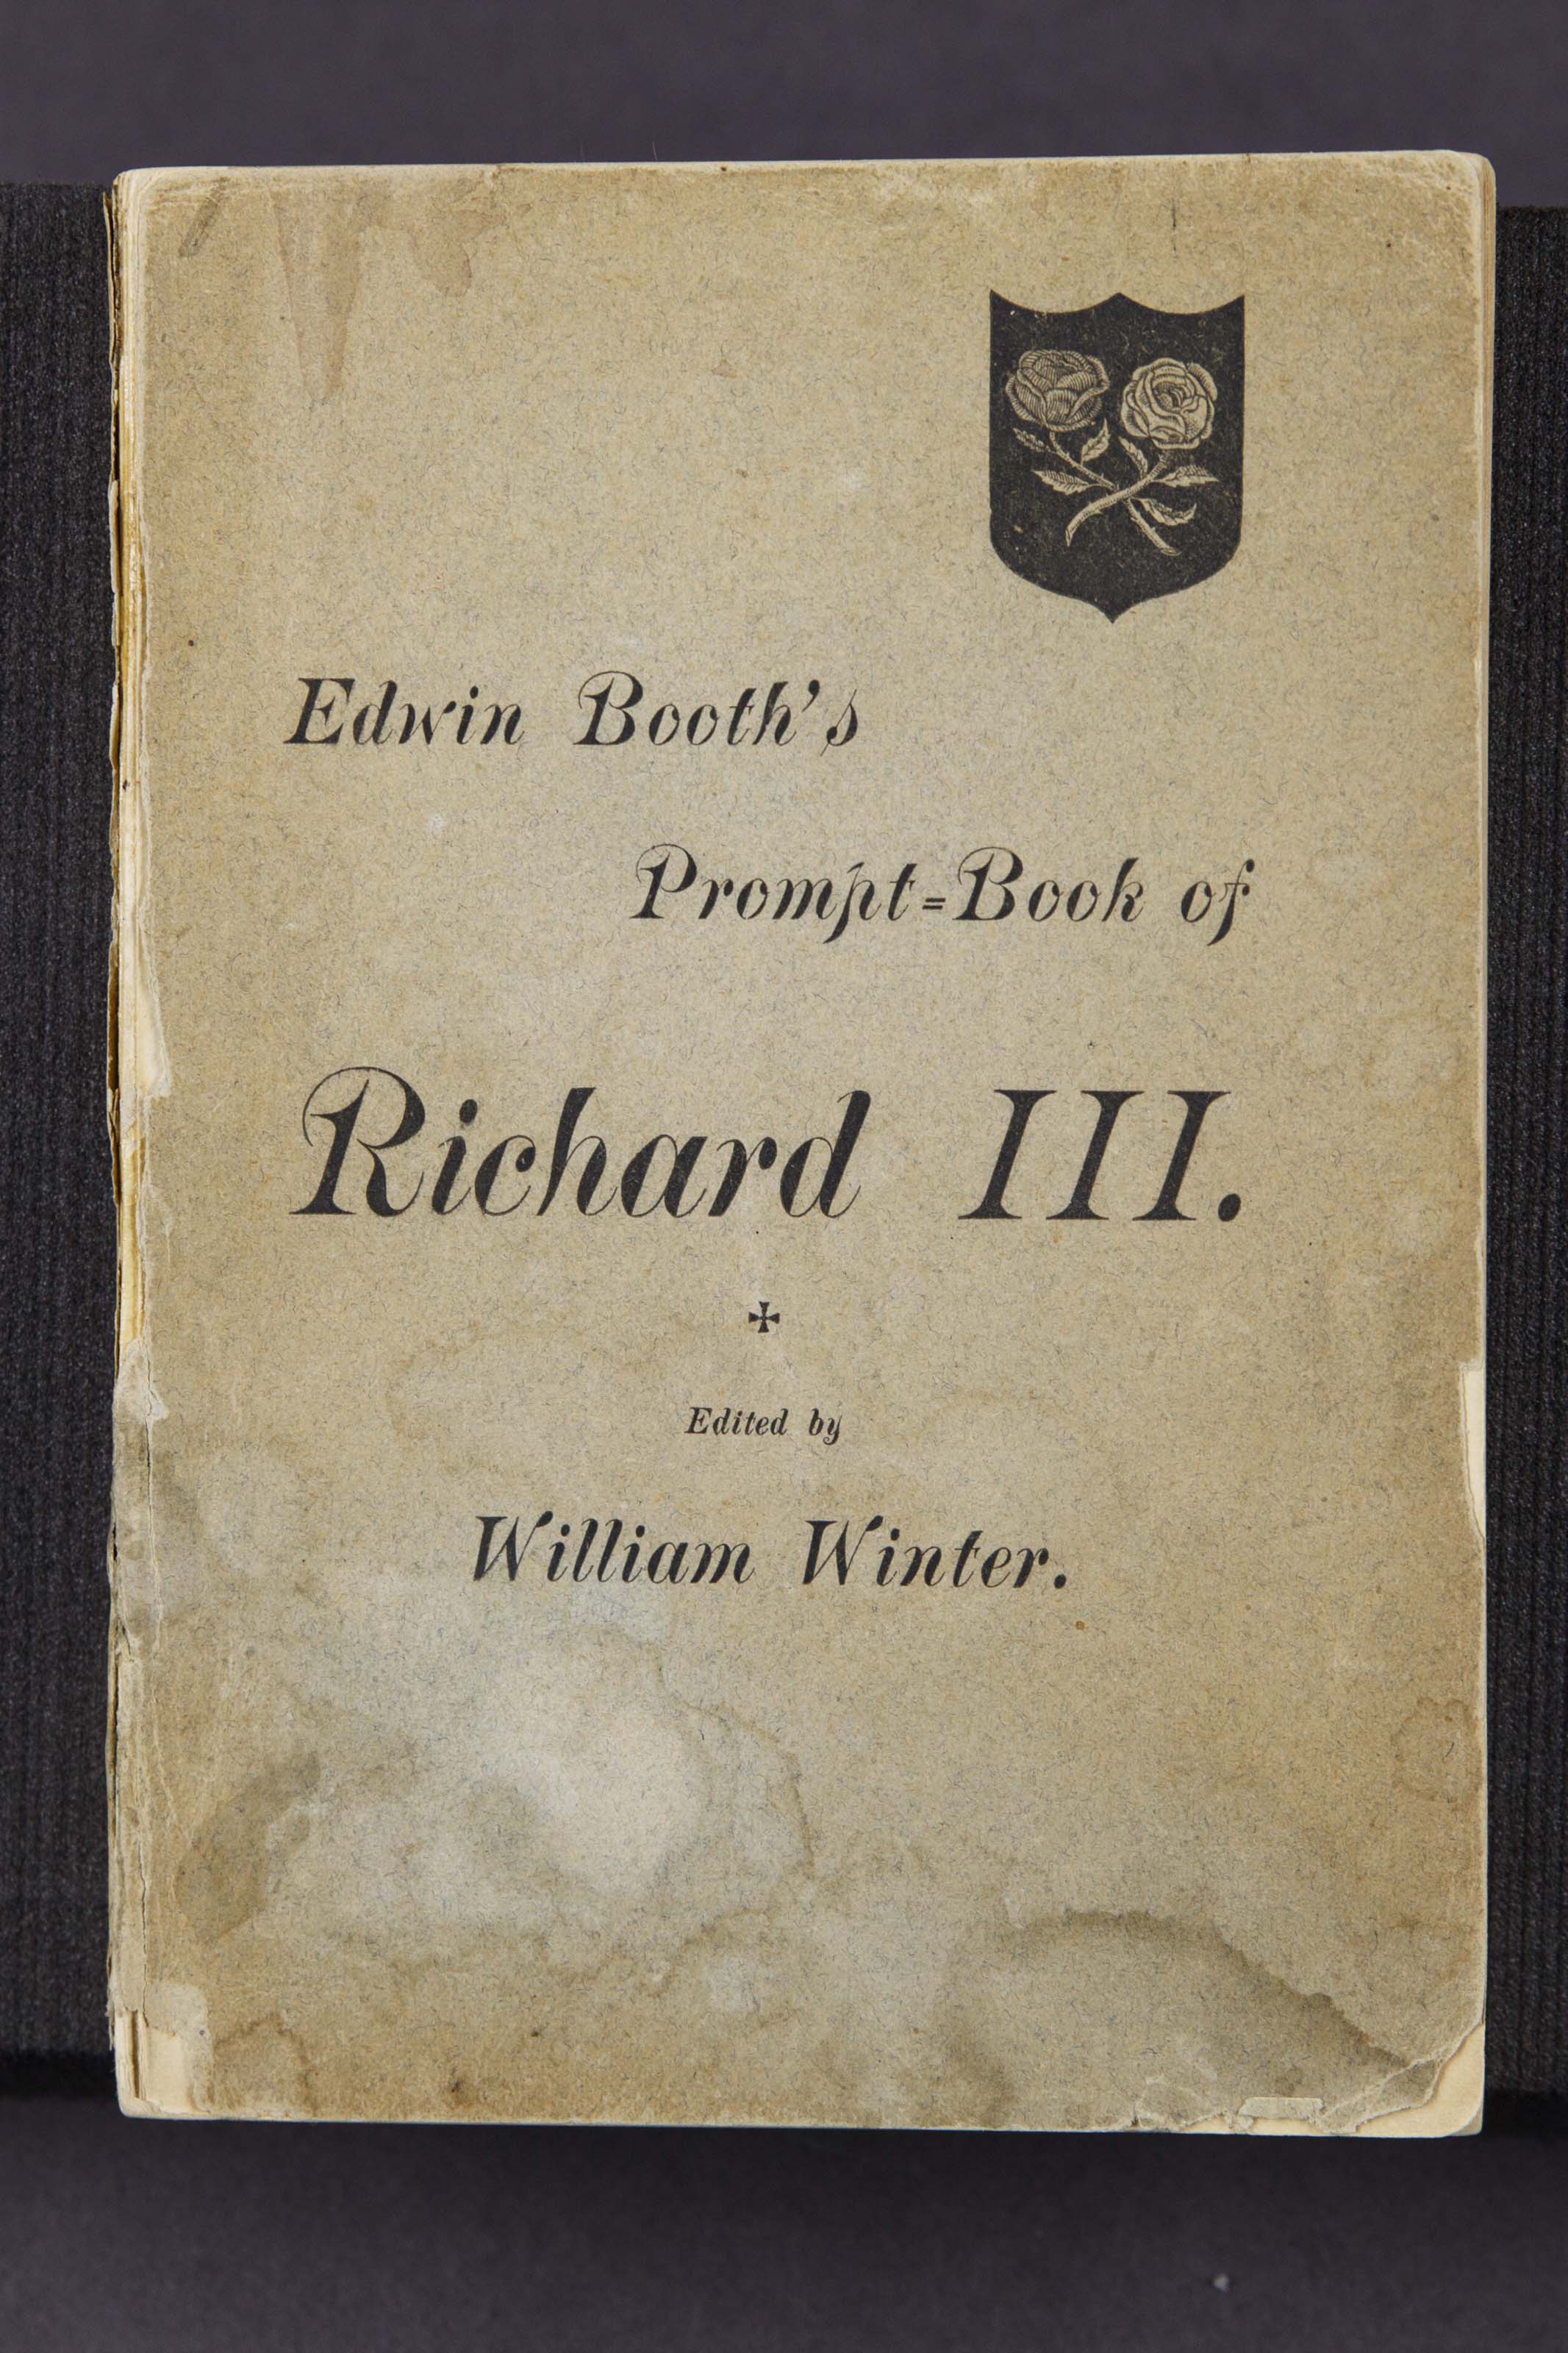 Edwin Booth's
Prompt=Book of
Richard III.
Edited by
William Winter.